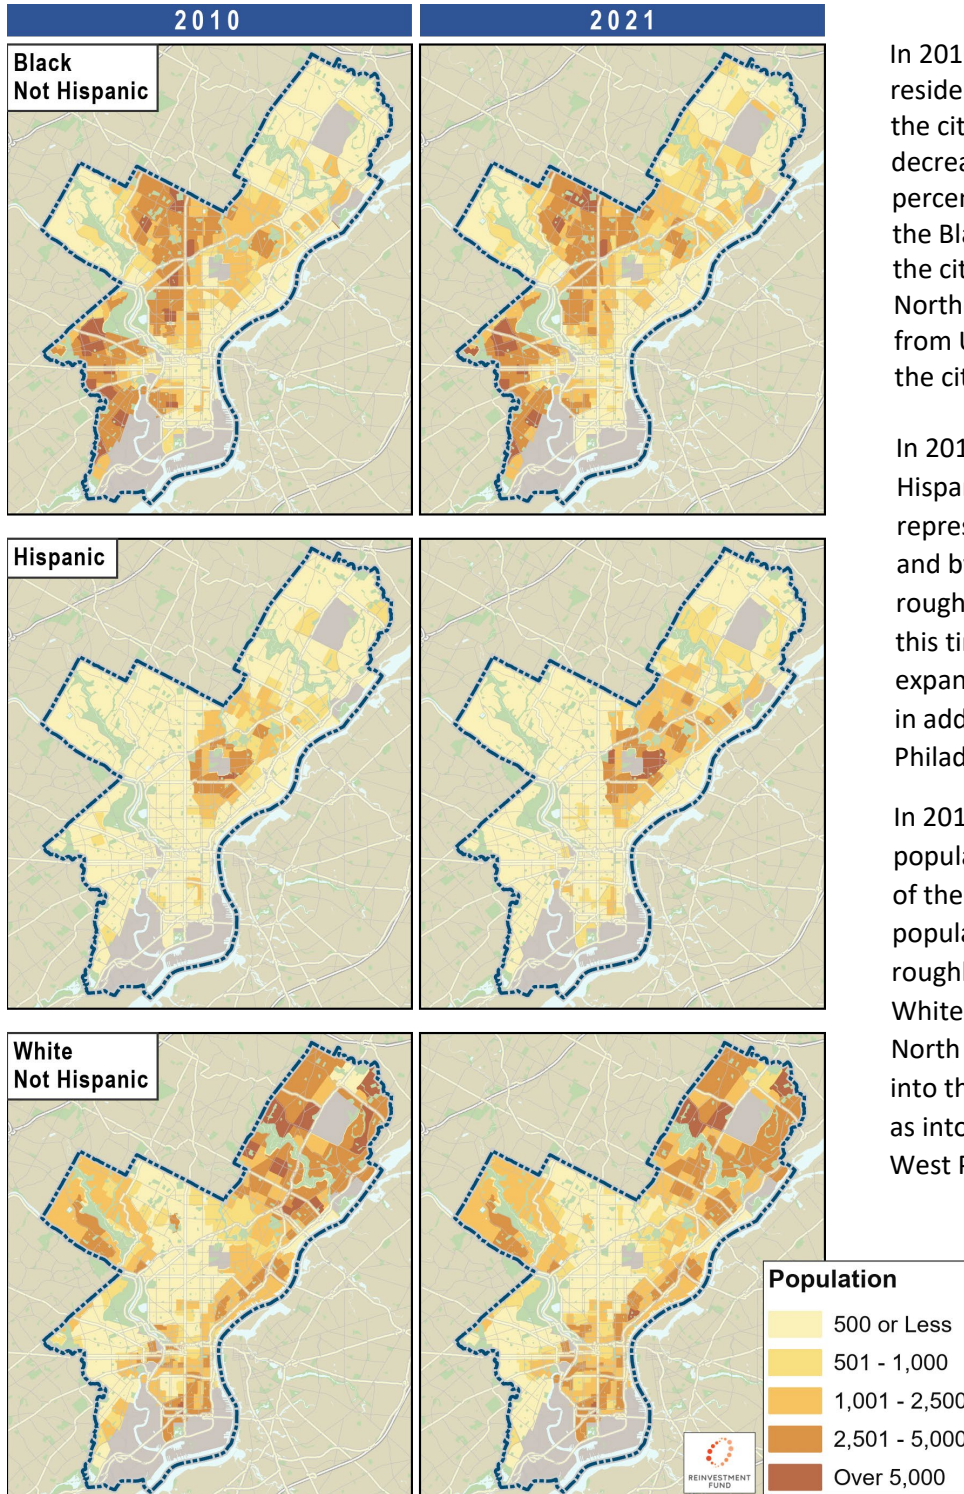 2010
2021
Black
Not Hispanic
Hispanic
White
Not Hispanic
In 201
reside
the cit
decrea
percen
the Bla
the cit
North
from U
the cit
In 201
Hispa
repres
and b
rough
this ti
expan
in add
Philad
In 201
popula
of the
popula
roughl
White
North
into th
as into
West P
Population
500 or Less
501 - 1,000
1,001 - 2,500
2,501 - 5,000
Over 5,000
REINVESTMENT
FUND